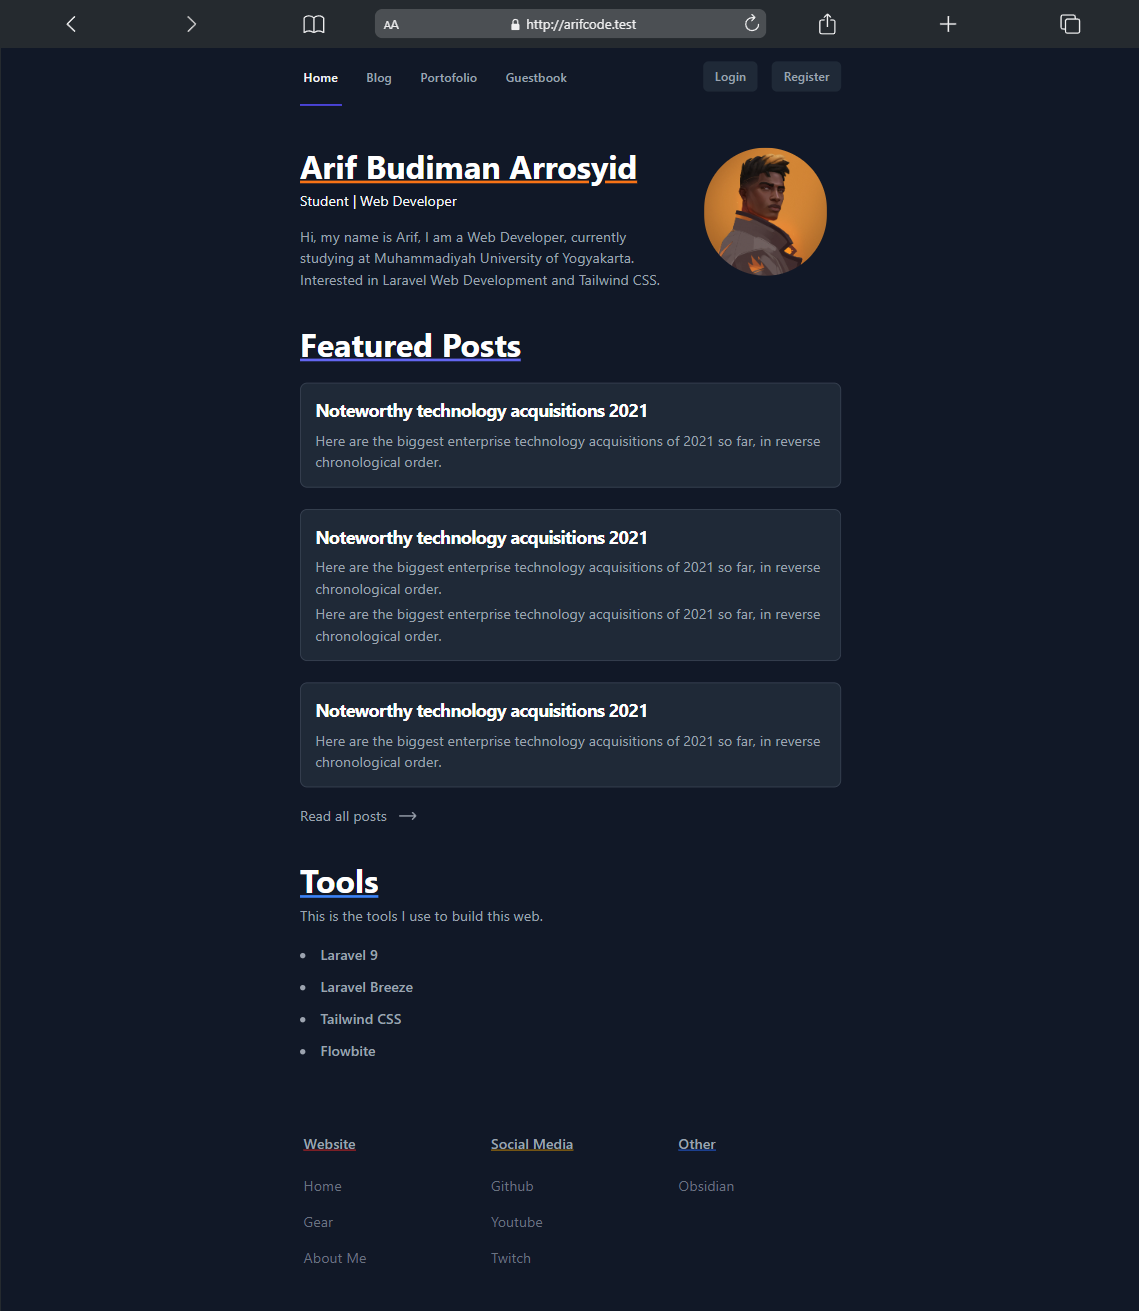 AA http://arifcode.test
Home Blog Portofolio Guestbook Login Register
Arif Budiman Arrosyid
Student | Web Developer
Hi, my name is Arif, I am a Web Developer, currently
studying at Muhammadiyah University of Yogyakarta.
Interested in Laravel Web Development and Tailwind CSS.
Featured Posts
Noteworthy technology acquisitions 2021
Here are the biggest enterprise technology acquisitions of 2021 so far, in reverse
chronological order.
Noteworthy technology acquisitions 2021
Here are the biggest enterprise technology acquisitions of 2021 so far, in reverse
chronological order.
Here are the biggest enterprise technology acquisitions of 2021 so far, in reverse
chronological order.
Noteworthy technology acquisitions 2021
Here are the biggest enterprise technology acquisitions of 2021 so far, in reverse
chronological order.
Read all posts
Tools
This is the tools I use to build this web.
Laravel 9
Laravel Breeze
Tailwind CSS
Flowbite
Website
Home
Gear
About Me
Social Media
Github
Youtube
Twitch
Other
Obsidian